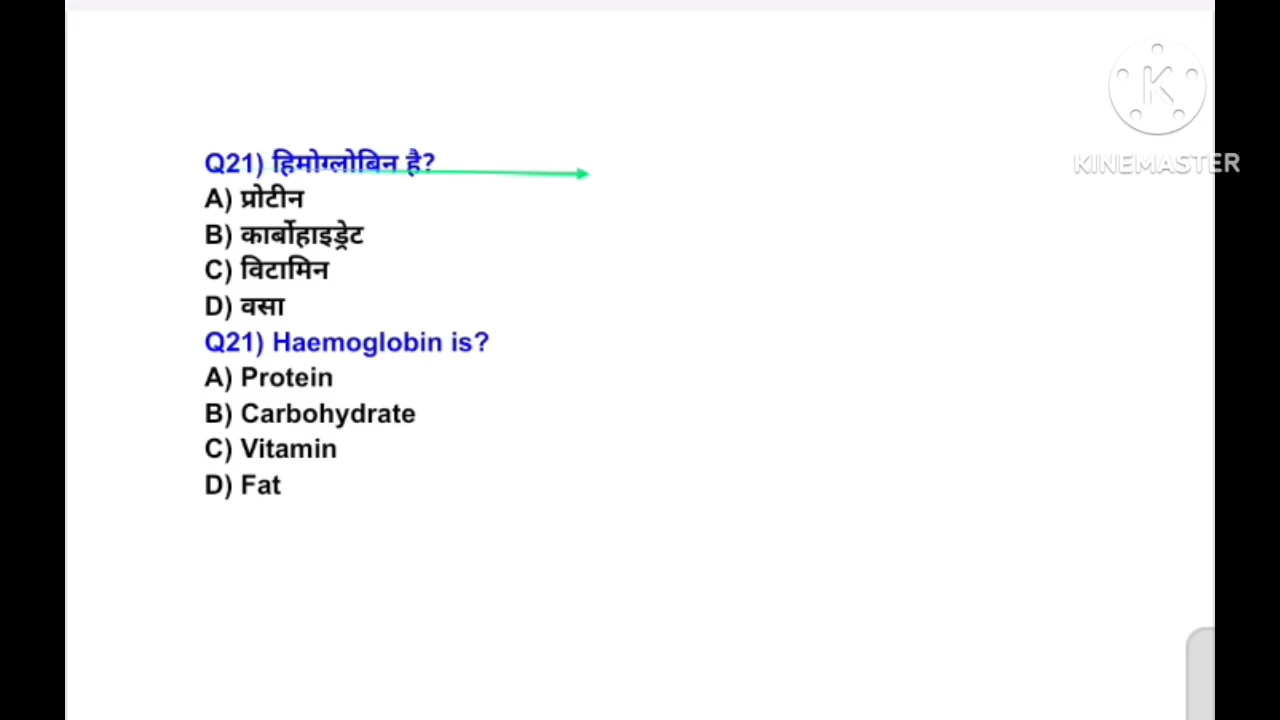 Q21) हिमोग्लोबिन है?
A) प्रोटीन
B) कार्बोहाइड्रेट
C) विटामिन
D) वसा
Q21) Haemoglobin is?
A) Protein
B) Carbohydrate
C) Vitamin
D) Fat
K
KINEMASTER